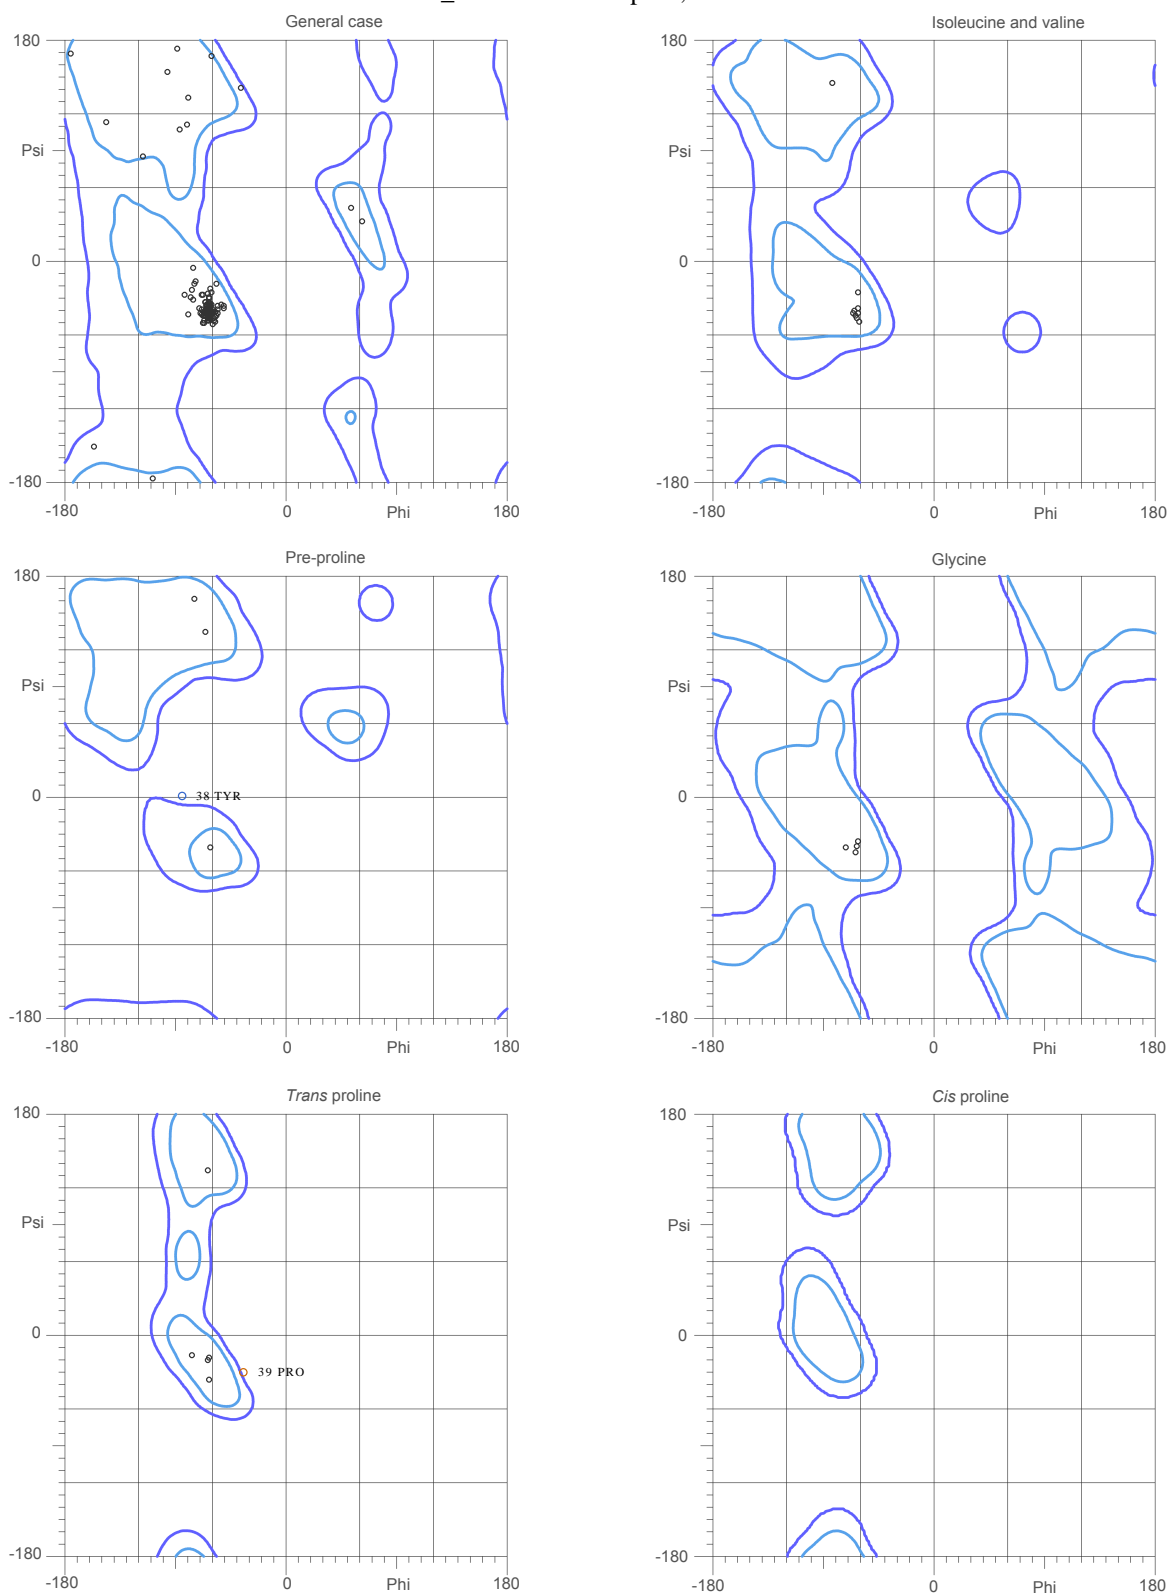 General case
Isoleucine and valine
180
180
Psi
Psi
0
0
-180
-180
-180
0
Phi
180
-180
0
Phi
180
Pre-proline
Glycine
180
180
Psi
Psi
0
38 TYR
0
-180
-180
-180
0
Phi
180
-180
0
Phi
180
Trans proline
Cis proline
180
180
Psi
Psi
0
39 PRO
0
-180
-180
-180
0
Phi
180
-180
0
Phi
180